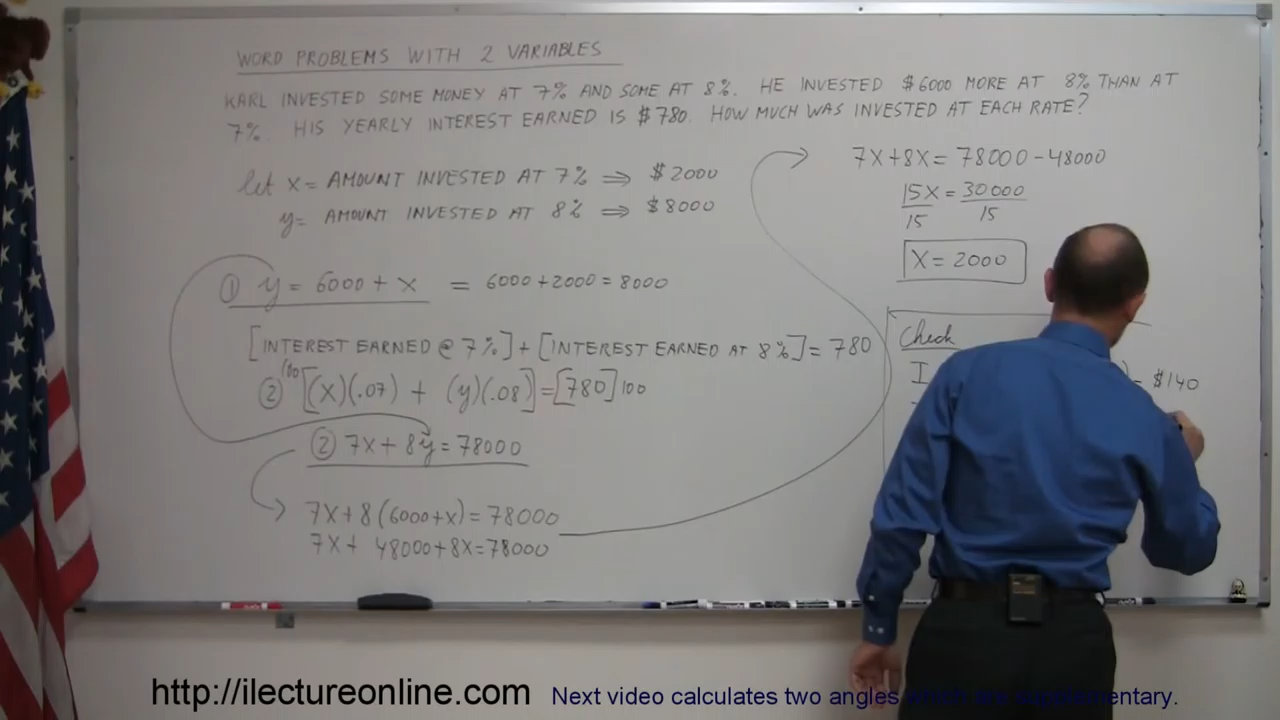 WORD PROBLEMS WITH 2 VARIABLES
KARL INVESTED SOME MONEY AT 7% AND SOME AT 8%. HE INVESTED $6000 MORE AT 8% THAN AT
7%. HIS YEARLY INTEREST EARNED IS $780. HOW MUCH WAS INVESTED AT EACH RATE?
let x = AMOUNT INVESTED AT 7% ⇒ $2000
y = AMOUNT INVESTED AT 8% ⇒ $8000
① y = 6000 + x = 6000 + 2000 = 8000
[INTEREST EARNED @ 7%] + [INTEREST EARNED AT 8%] = 780
② 100 [(x)(.07) + (y)(.08)] = [780] 100
② 7x + 8y = 78000
7x + 8(6000 + x) = 78000
7x + 48000 + 8x = 78000
7x + 8x = 78000 - 48000
15x = 30000
15 15
x = 2000
Check
I ) = $140
http://ilectureonline.com Next video calculates two angles which are supplementary.